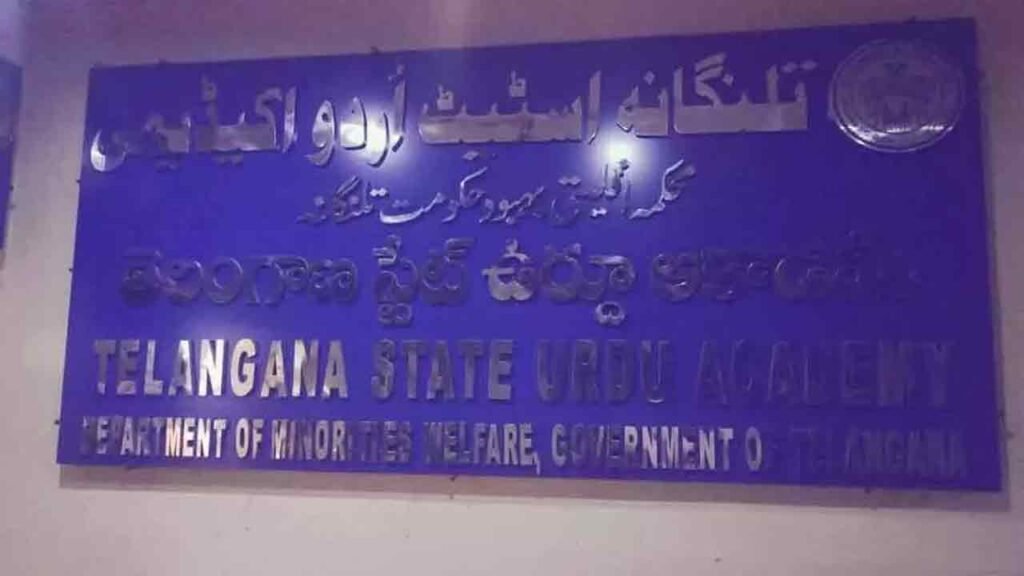 تلنگانہ اسٹیٹ اُردو اکیڈیمی
محکمہ اقلیتی بہبود حکومت تلنگانہ
తెలంగాణ స్టేట్ ఉర్దూ అకాడమీ
TELANGANA STATE URDU ACADEMY
DEPARTMENT OF MINORITIES WELFARE, GOVERNMENT OF TELANGANA